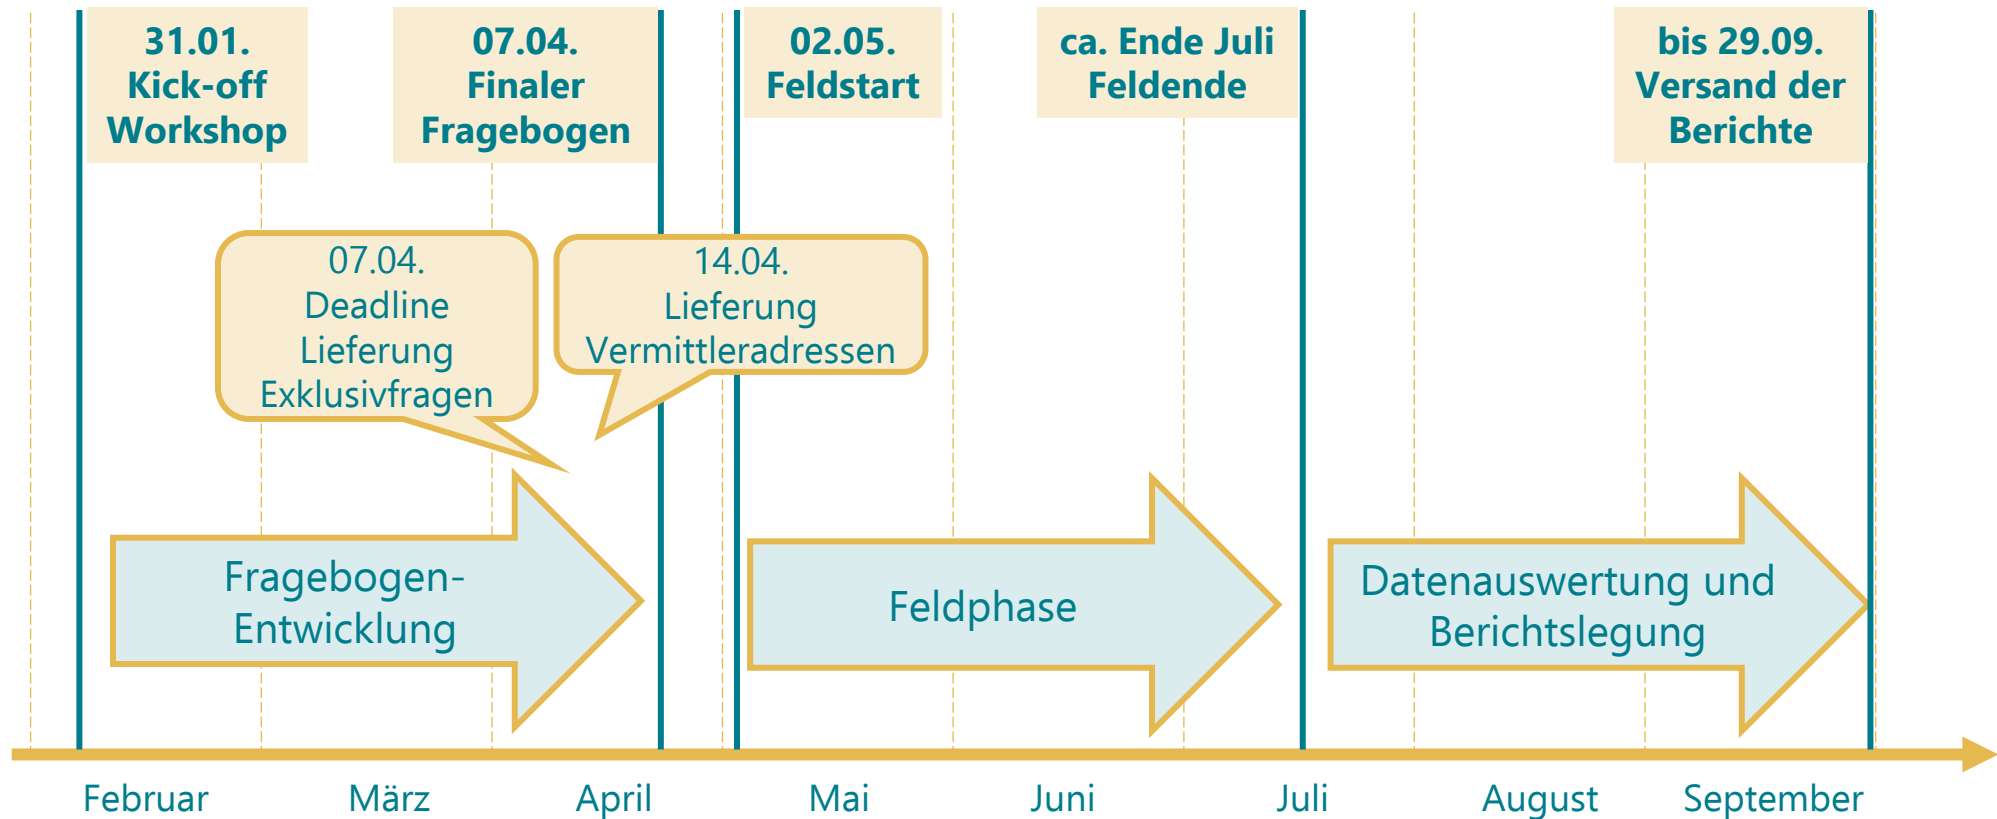 31.01.
Kick-off
Workshop
07.04.
Finaler
Fragebogen
02.05.
Feldstart
ca. Ende Juli
Feldende
bis 29.09.
Versand der
Berichte
07.04.
Deadline
Lieferung
Exklusivfragen
14.04.
Lieferung
Vermittleradressen
Fragebogen-
Entwicklung
Feldphase
Datenauswertung und
Berichtslegung
Februar
März
April
Mai
Juni
Juli
August
September